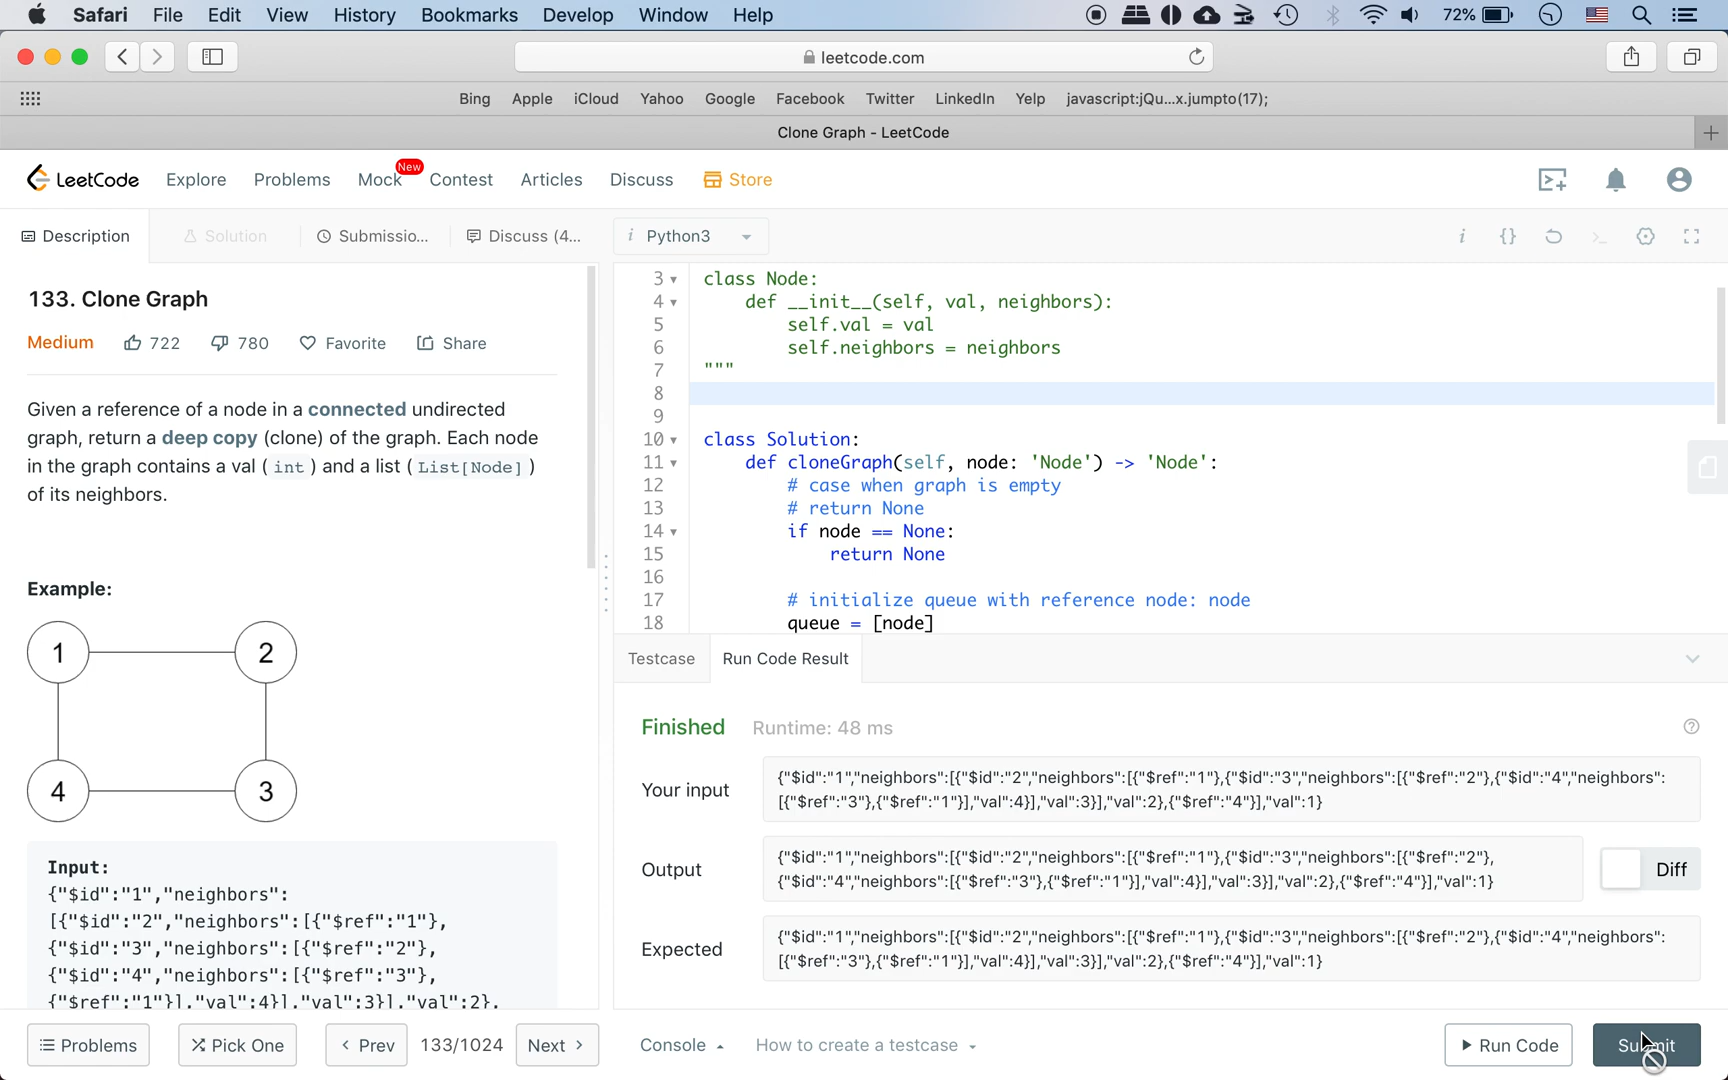 Safari File Edit View History Bookmarks Develop Window Help 72%
leetcode.com
Bing Apple iCloud Yahoo Google Facebook Twitter LinkedIn Yelp javascript:jQu...x.jumpto(17);
Clone Graph - LeetCode
LeetCode Explore Problems Mock New Contest Articles Discuss Store
Description Solution Submissio... Discuss (4... i Python3
133. Clone Graph
Medium 722 780 Favorite Share
Given a reference of a node in a connected undirected
graph, return a deep copy (clone) of the graph. Each node
in the graph contains a val ( int ) and a list ( List[Node] )
of its neighbors.
Example:
1 2
4 3
Input:
{"$id":"1","neighbors":
[{"$id":"2","neighbors":[{"$ref":"1"},
{"$id":"3","neighbors":[{"$ref":"2"},
{"$id":"4","neighbors":[{"$ref":"3"},
{"$ref":"1"}],"val":4}],"val":3}],"val":2},
3 class Node:
4 def __init__(self, val, neighbors):
5 self.val = val
6 self.neighbors = neighbors
7 """
8
9
10 class Solution:
11 def cloneGraph(self, node: 'Node') -> 'Node':
12 # case when graph is empty
13 # return None
14 if node == None:
15 return None
16
17 # initialize queue with reference node: node
18 queue = [node]
Testcase Run Code Result
Finished Runtime: 48 ms
Your input
{"$id":"1","neighbors":[{"$id":"2","neighbors":[{"$ref":"1"},{"$id":"3","neighbors":[{"$ref":"2"},{"$id":"4","neighbors":
[{"$ref":"3"},{"$ref":"1"}],"val":4}],"val":3}],"val":2},{"$ref":"4"}],"val":1}
Output
{"$id":"1","neighbors":[{"$id":"2","neighbors":[{"$ref":"1"},{"$id":"3","neighbors":[{"$ref":"2"},
{"$id":"4","neighbors":[{"$ref":"3"},{"$ref":"1"}],"val":4}],"val":3}],"val":2},{"$ref":"4"}],"val":1}
Diff
Expected
{"$id":"1","neighbors":[{"$id":"2","neighbors":[{"$ref":"1"},{"$id":"3","neighbors":[{"$ref":"2"},{"$id":"4","neighbors":
[{"$ref":"3"},{"$ref":"1"}],"val":4}],"val":3}],"val":2},{"$ref":"4"}],"val":1}
Problems Pick One Prev 133/1024 Next Console How to create a testcase Run Code Submit